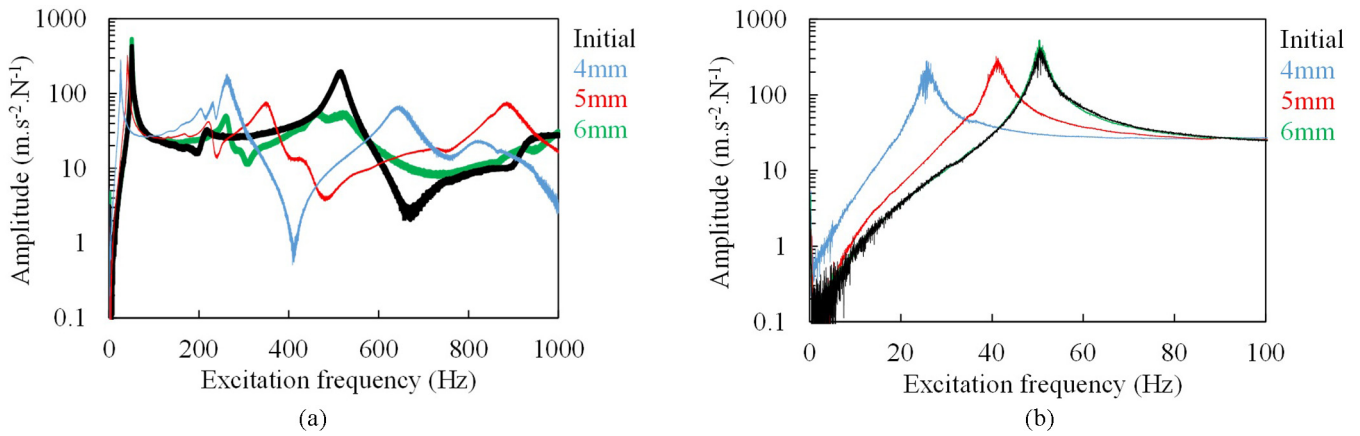 Amplitude (m.s-2.N-1)
1000
100
10
1
0.1
0
200
400
600
800
1000
Excitation frequency (Hz)
Initial
4mm
5mm
6mm
(a)
Amplitude (m.s-2.N-1)
1000
100
10
1
0.1
0
20
40
60
80
100
Excitation frequency (Hz)
Initial
4mm
5mm
6mm
(b)